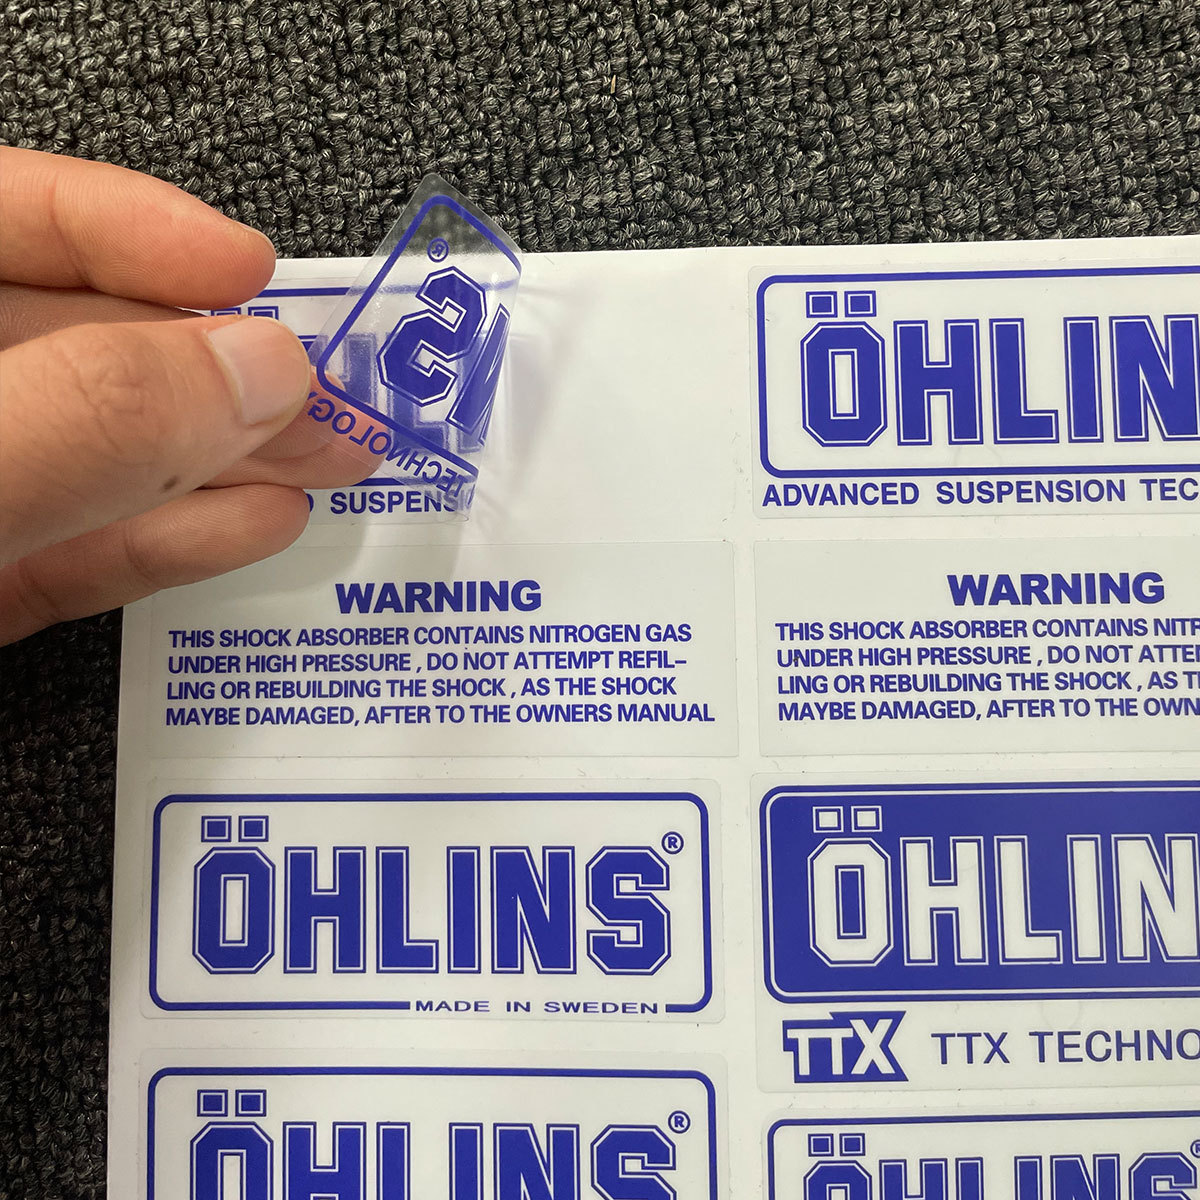 ÖHLIN
ADVANCED SUSPENSION TEC
® S
TECHNOLOGY
SUSPENS
WARNING
THIS SHOCK ABSORBER CONTAINS NITROGEN GAS
UNDER HIGH PRESSURE , DO NOT ATTEMPT REFIL–
LING OR REBUILDING THE SHOCK , AS THE SHOCK
MAYBE DAMAGED, AFTER TO THE OWNERS MANUAL
WARNING
THIS SHOCK ABSORBER CONTAINS NITR
UNDER HIGH PRESSURE , DO NOT ATTE
LING OR REBUILDING THE SHOCK , AS T
MAYBE DAMAGED, AFTER TO THE OWN
ÖHLINS®
MADE IN SWEDEN
ÖHLIN
TTX TTX TECHNO
ÖHLINS®
ÖHLINS